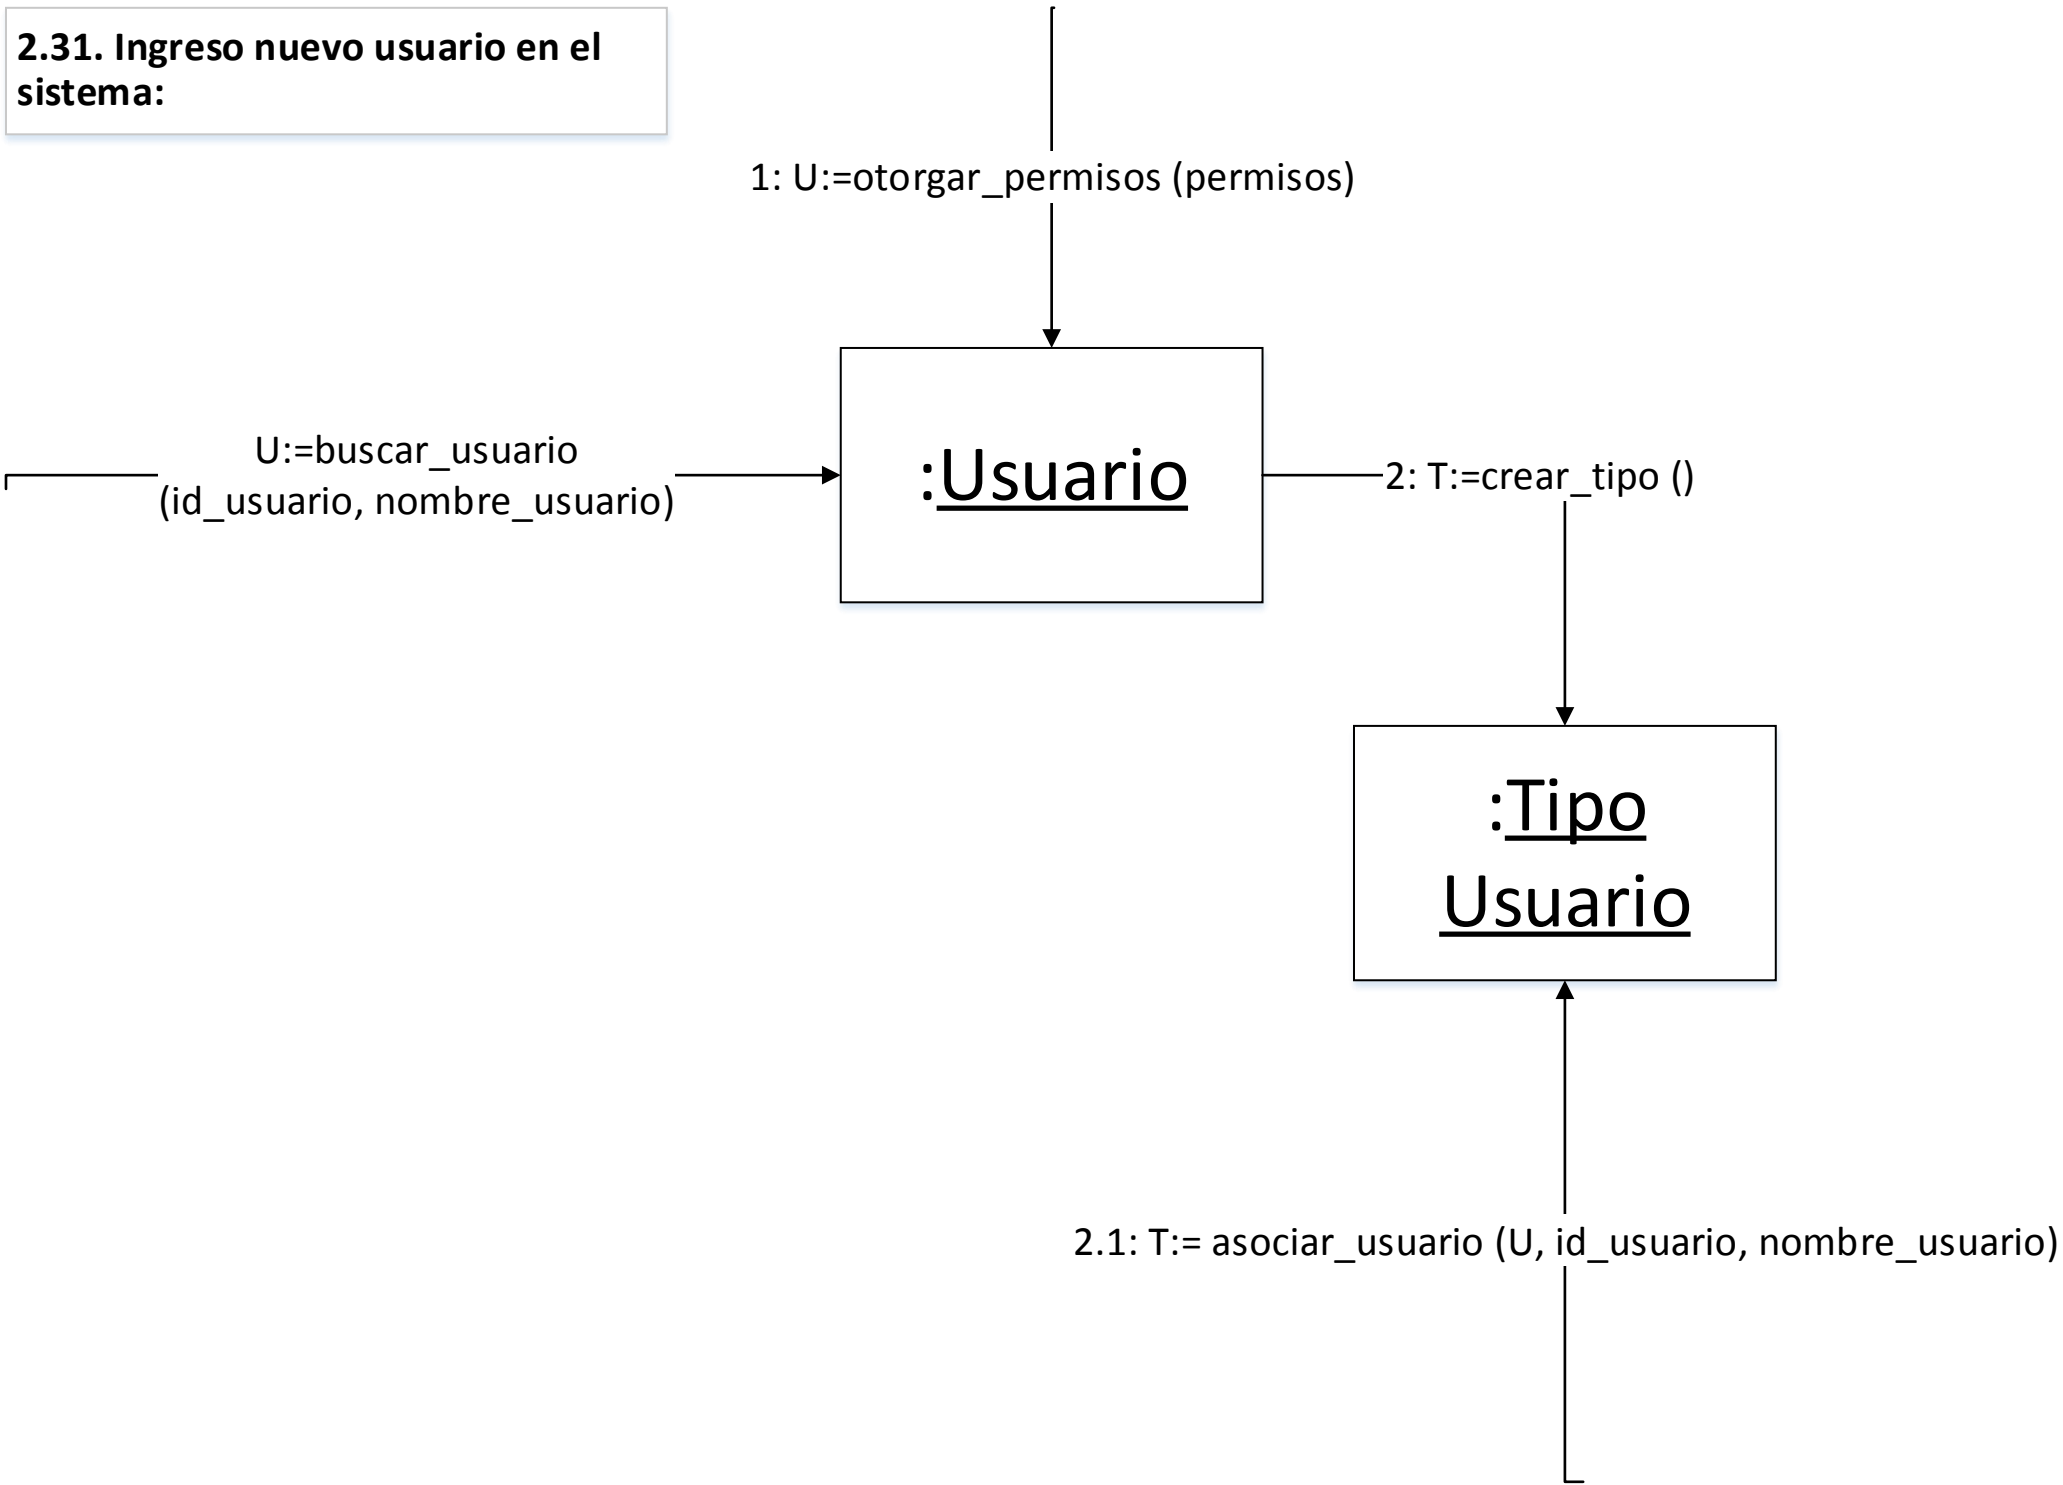 2.31. Ingreso nuevo usuario en el
sistema:
1: U:=otorgar_permisos (permisos)
U:=buscar_usuario
(id_usuario, nombre_usuario)
:Usuario
2: T:=crear_tipo ()
:Tipo
Usuario
2.1: T:= asociar_usuario (U, id_usuario, nombre_usuario)